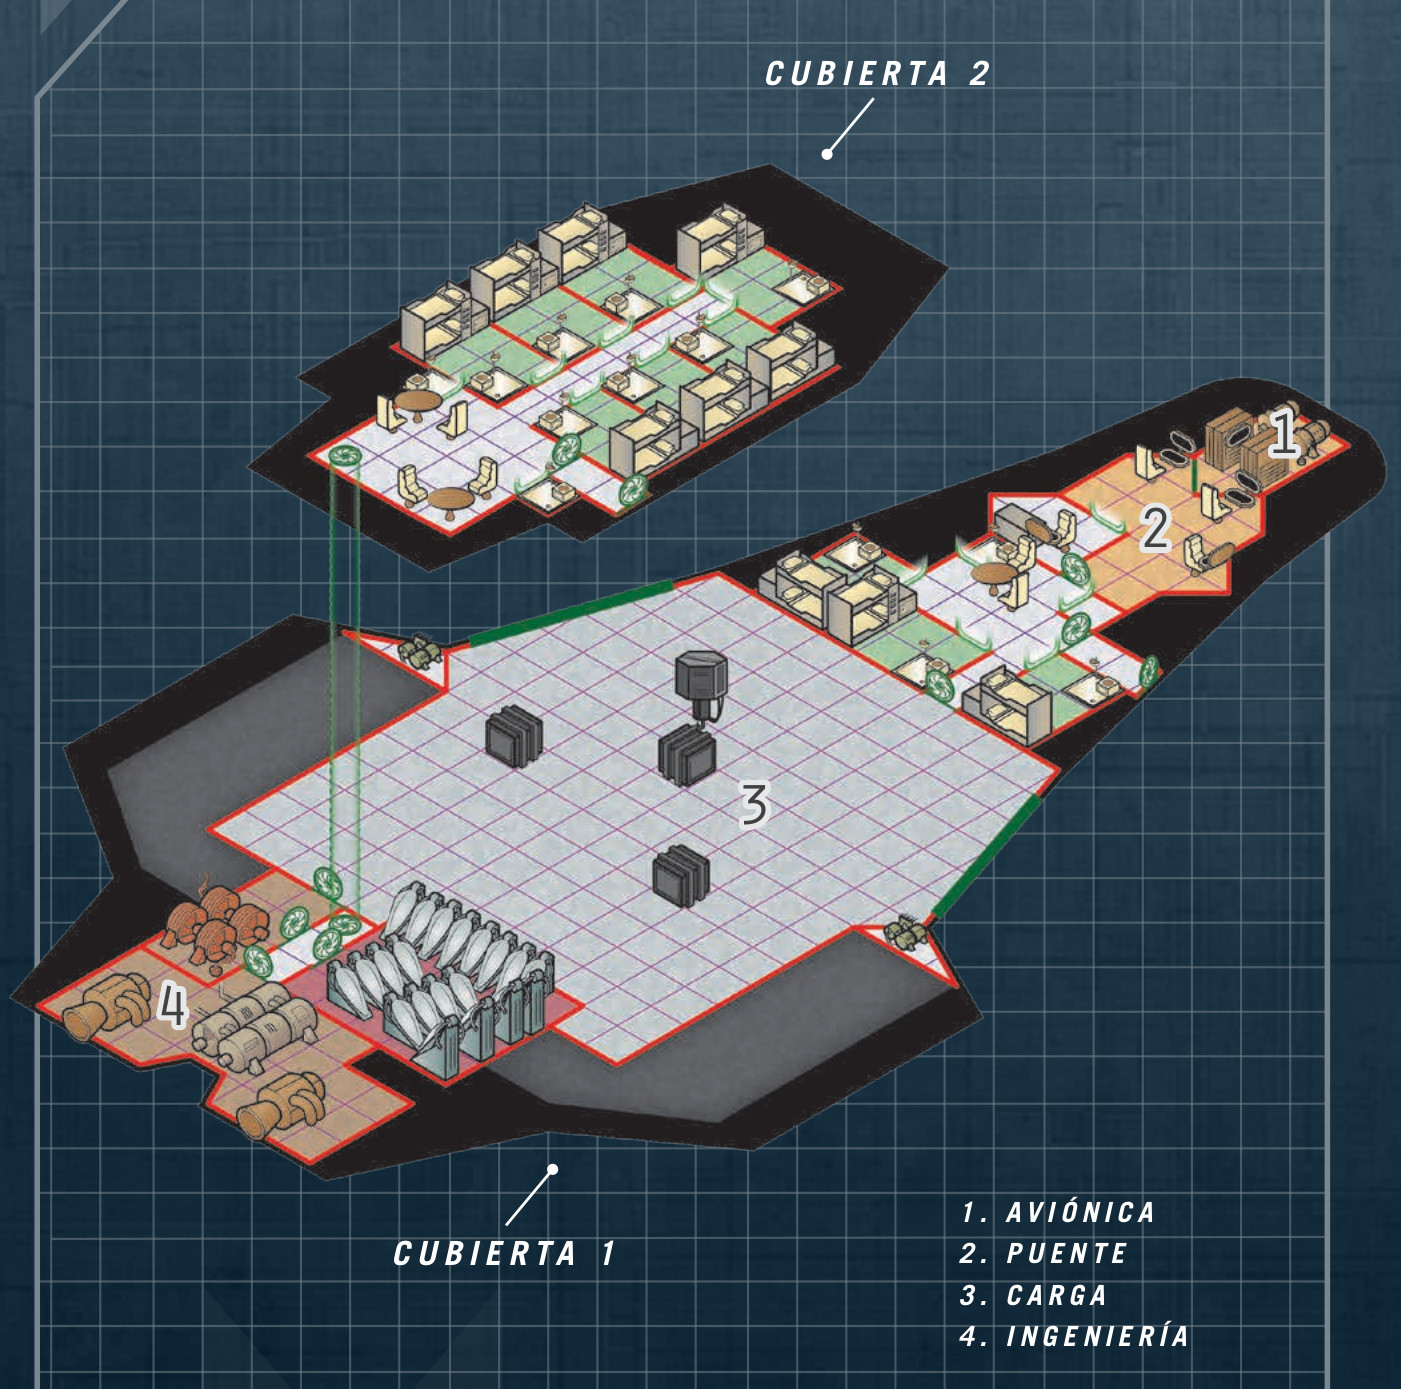 CUBIERTA 2
1
2
3
4
CUBIERTA 1
1. AVIÓNICA
2. PUENTE
3. CARGA
4. INGENIERÍA